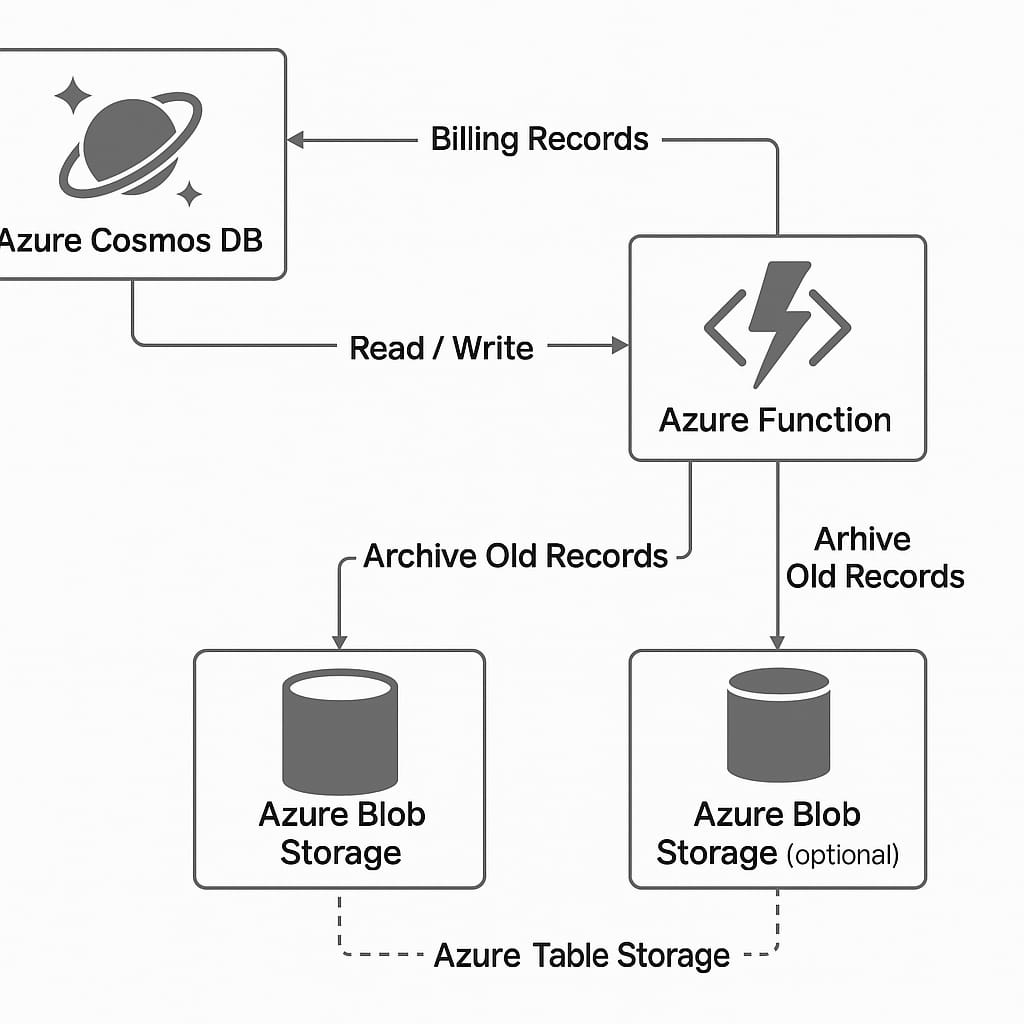 Billing Records
Azure Cosmos DB
Read / Write
Azure Function
Archive Old Records
Arhive
Old Records
Azure Blob
Storage
Azure Blob
Storage (optional)
Azure Table Storage